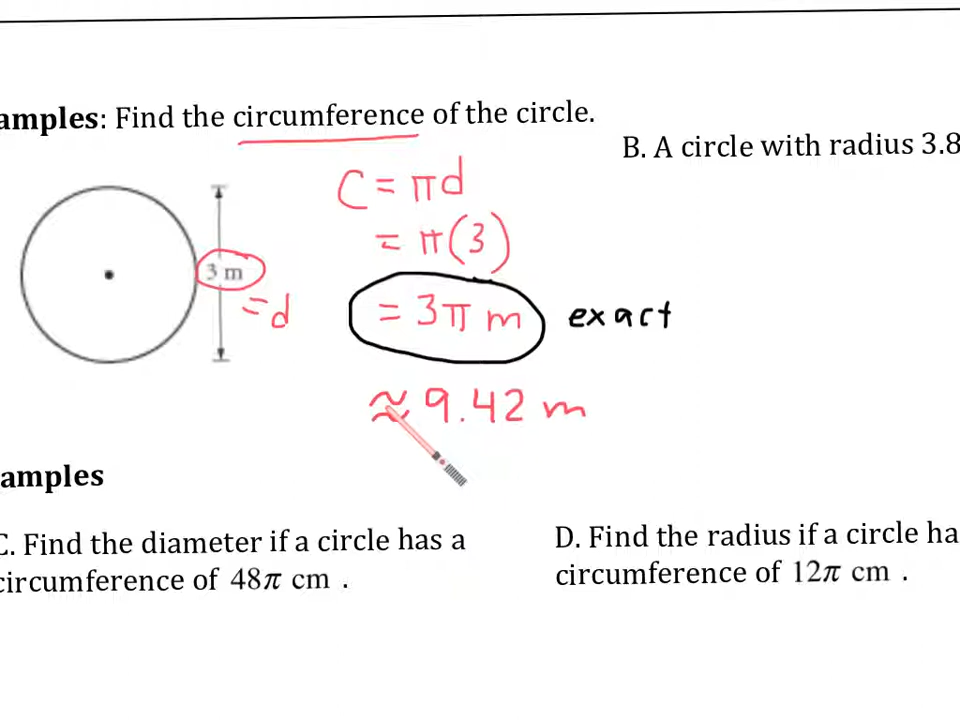 amples: Find the circumference of the circle.
B. A circle with radius 3.8
C = πd
= π(3)
3 m
= d
= 3π m
exact
≈ 9.42 m
amples
C. Find the diameter if a circle has a
circumference of 48π cm .
D. Find the radius if a circle ha
circumference of 12π cm .